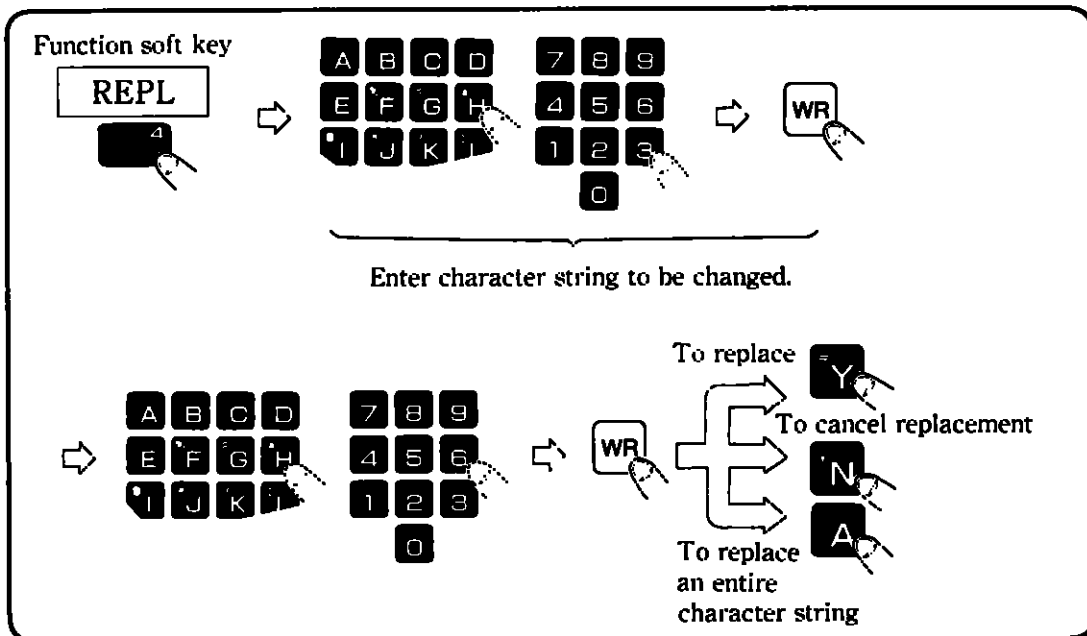 Function soft key
REPL
4
A B C D 7 8 9
E F G H 4 5 6 WR
I J K L 1 2 3
0
Enter character string to be changed.
To replace Y
A B C D 7 8 9 To cancel replacement
E F G H 4 5 6 WR N
I J K 1 2 3 A
0
To replace
an entire
character string